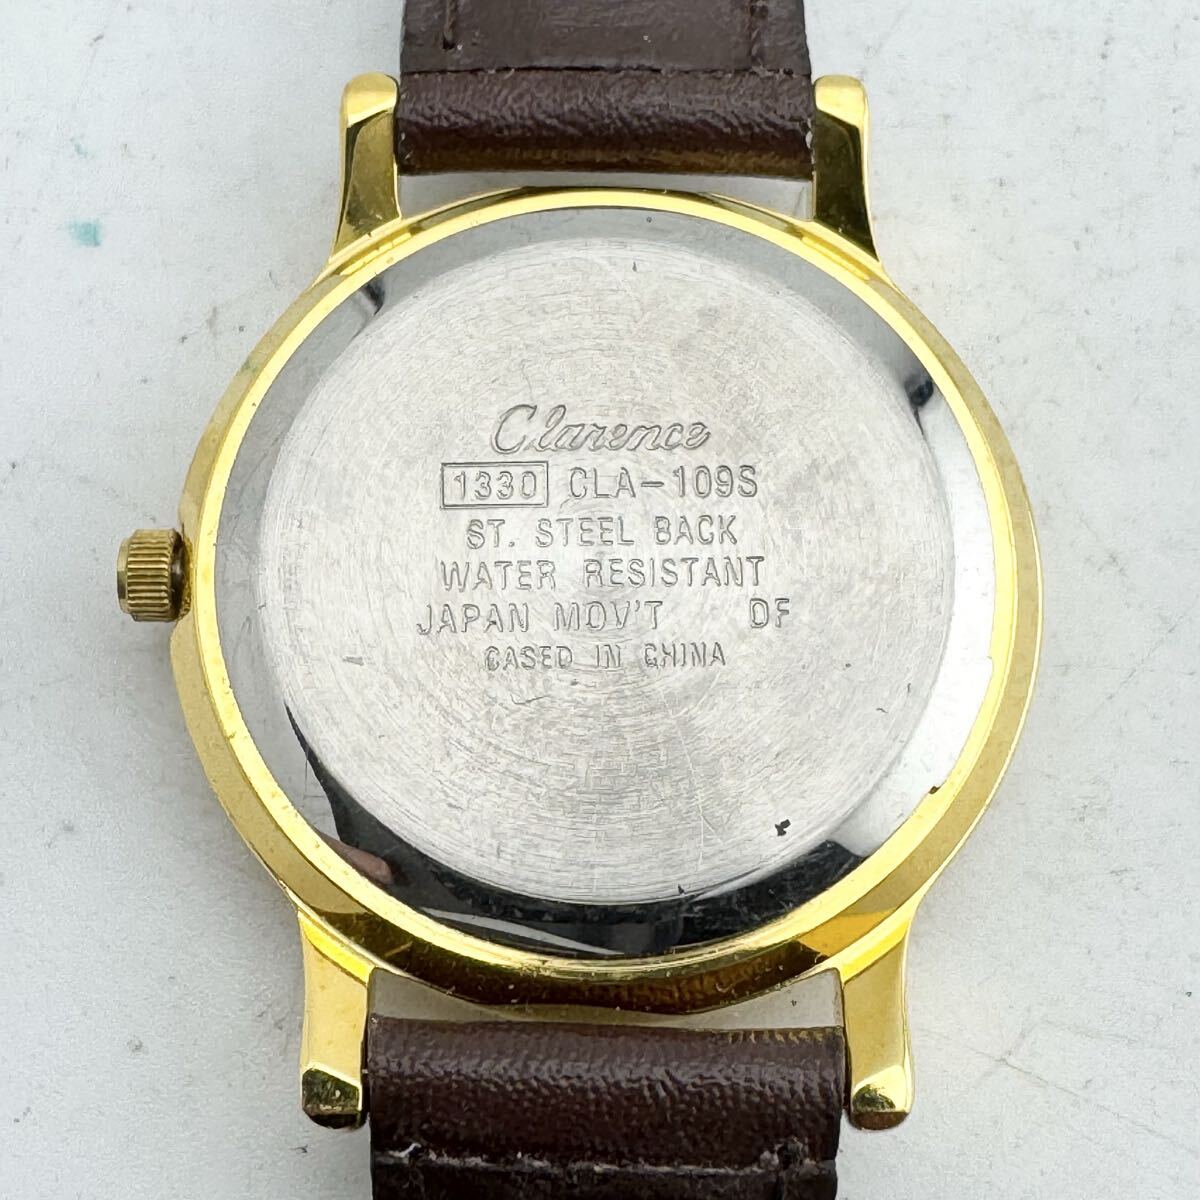 Clarence
1330 CLA-109S
ST. STEEL BACK
WATER RESISTANT
JAPAN MOV'T DF
CASED IN CHINA